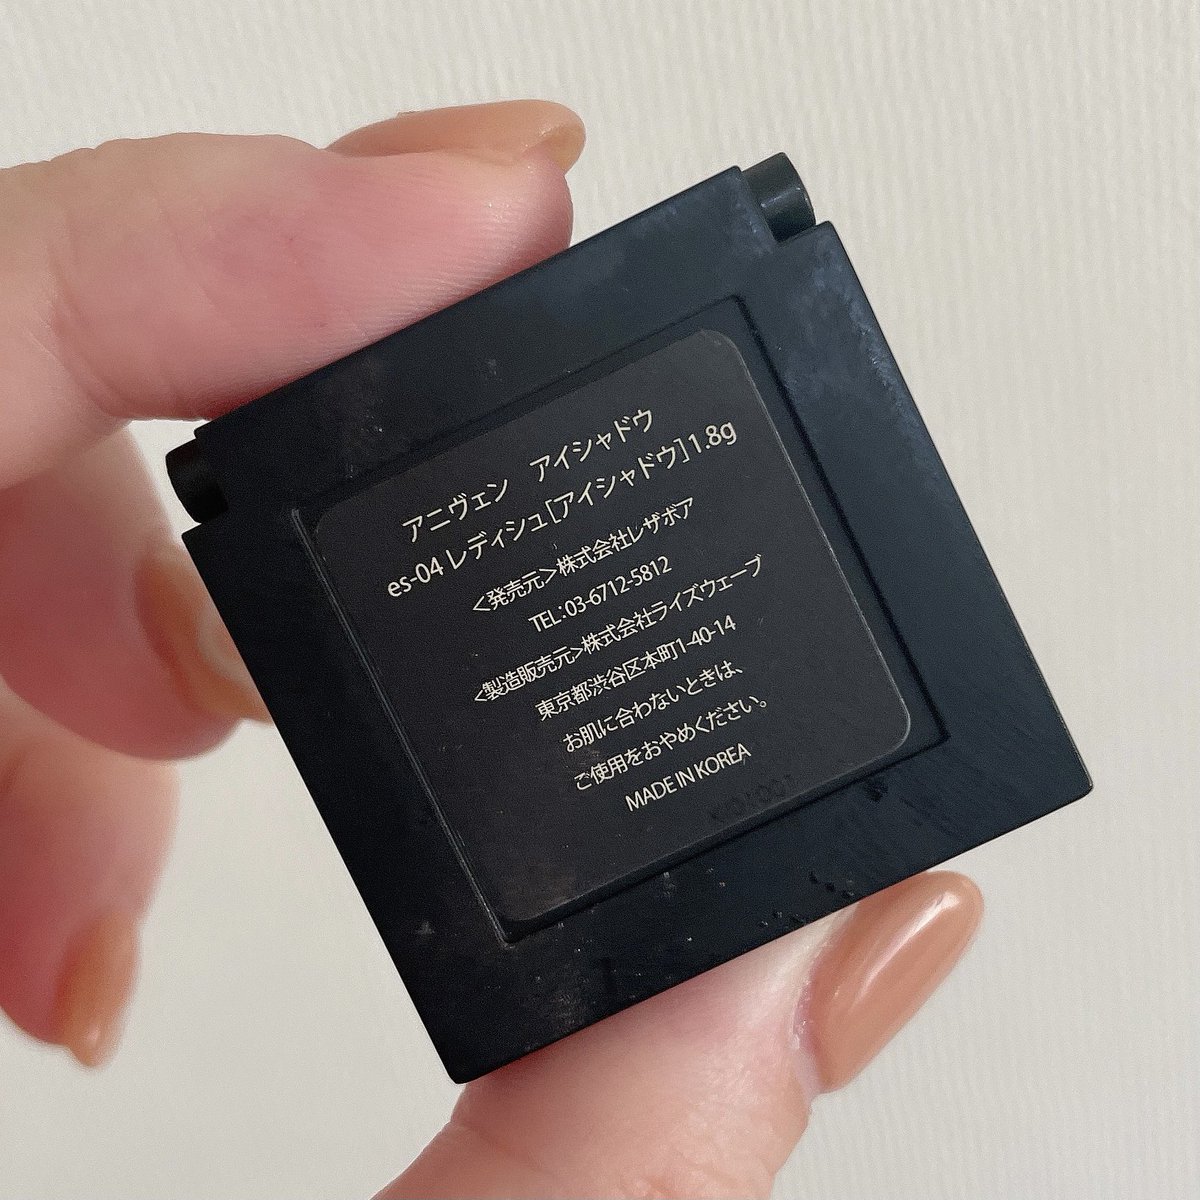 アニヴェン　アイシャドウ
es-04 レディシュ［アイシャドウ］1.8g
＜発売元＞株式会社レザボア
TEL：03-6712-5812
＜製造販売元＞株式会社ライズウェーブ
東京都渋谷区本町1-40-14
お肌に合わないときは、
ご使用をおやめください。
MADE IN KOREA